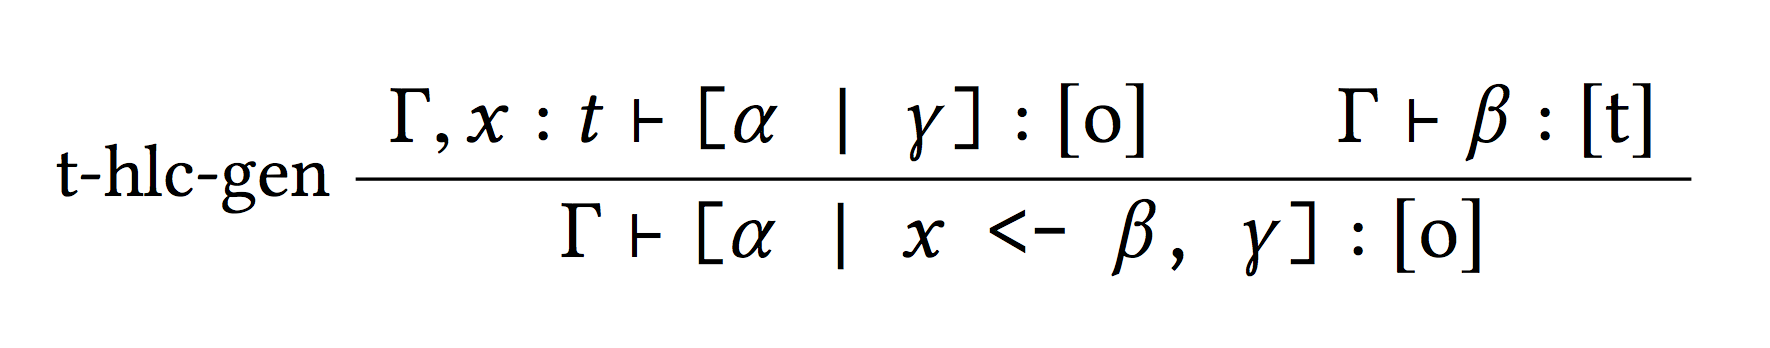 Γ, x : t ⊢ [α | γ] : [o] Γ ⊢ β : [t]
t-hlc-gen
Γ ⊢ [α | x <- β, γ] : [o]